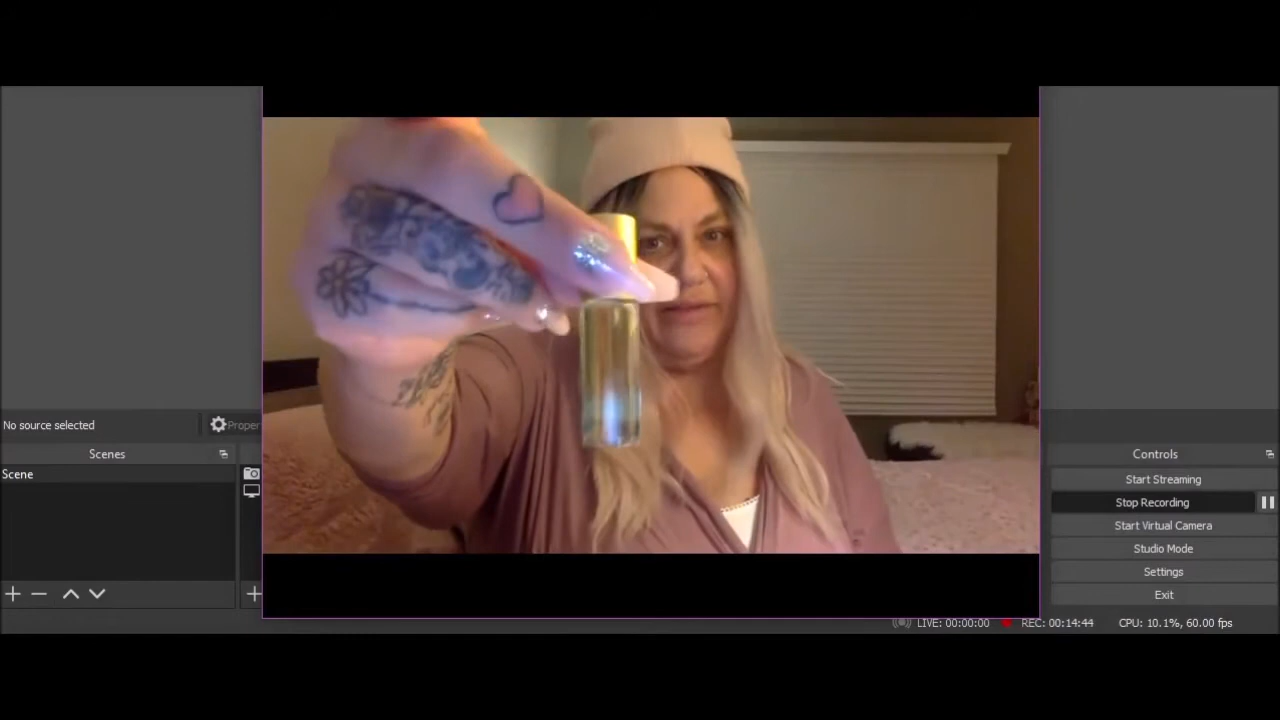 No source selected
Proper
Scenes
Scene
Controls
Start Streaming
Stop Recording
Start Virtual Camera
Studio Mode
Settings
Exit
LIVE: 00:00:00
REC: 00:14:44
CPU: 10.1%, 60.00 fps